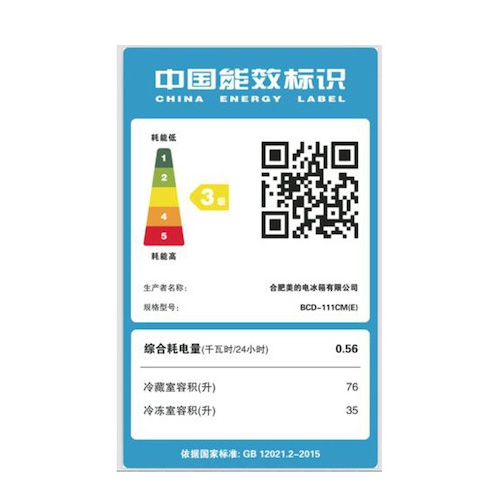 中国能效标识
CHINA ENERGY LABEL
耗能低
1
2
3级
4
5
耗能高
生产者名称: 合肥美的电冰箱有限公司
规格型号: BCD-111CM(E)
综合耗电量(千瓦时/24小时) 0.56
冷藏室容积(升) 76
冷冻室容积(升) 35
依据国家标准: GB 12021.2-2015